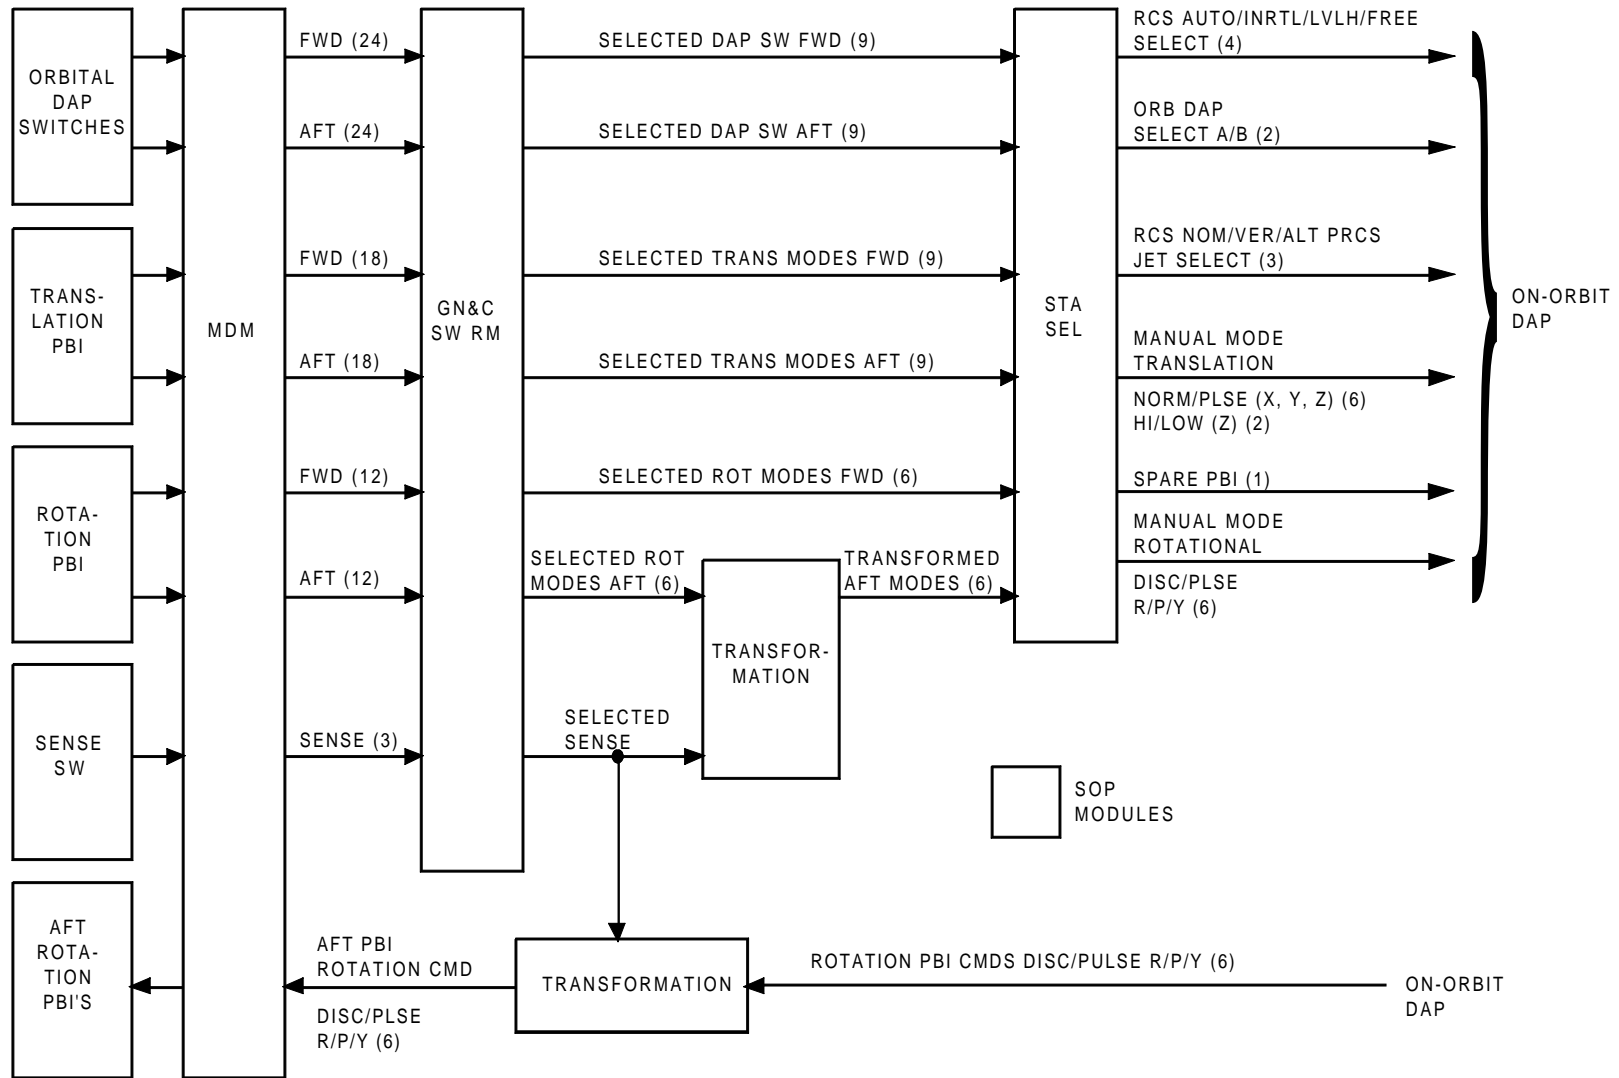 ORBITAL
DAP
SWITCHES
TRANS-
LATION
PBI
ROTA-
TION
PBI
SENSE
SW
AFT
ROTA-
TION
PBI'S
MDM
FWD (24)
AFT (24)
FWD (18)
AFT (18)
FWD (12)
AFT (12)
SENSE (3)
GN&C
SW RM
SELECTED DAP SW FWD (9)
SELECTED DAP SW AFT (9)
SELECTED TRANS MODES FWD (9)
SELECTED TRANS MODES AFT (9)
SELECTED ROT MODES FWD (6)
SELECTED ROT
MODES AFT (6)
TRANSFORMED
AFT MODES (6)
TRANSFOR-
MATION
SELECTED
SENSE
STA
SEL
RCS AUTO/INRTL/LVLH/FREE
SELECT (4)
ORB DAP
SELECT A/B (2)
RCS NOM/VER/ALT PRCS
JET SELECT (3)
MANUAL MODE
TRANSLATION
NORM/PLSE (X, Y, Z) (6)
HI/LOW (Z) (2)
SPARE PBI (1)
MANUAL MODE
ROTATIONAL
DISC/PLSE
R/P/Y (6)
ON-ORBIT
DAP
SOP
MODULES
AFT PBI
ROTATION CMD
DISC/PLSE
R/P/Y (6)
TRANSFORMATION
ROTATION PBI CMDS DISC/PULSE R/P/Y (6)
ON-ORBIT
DAP